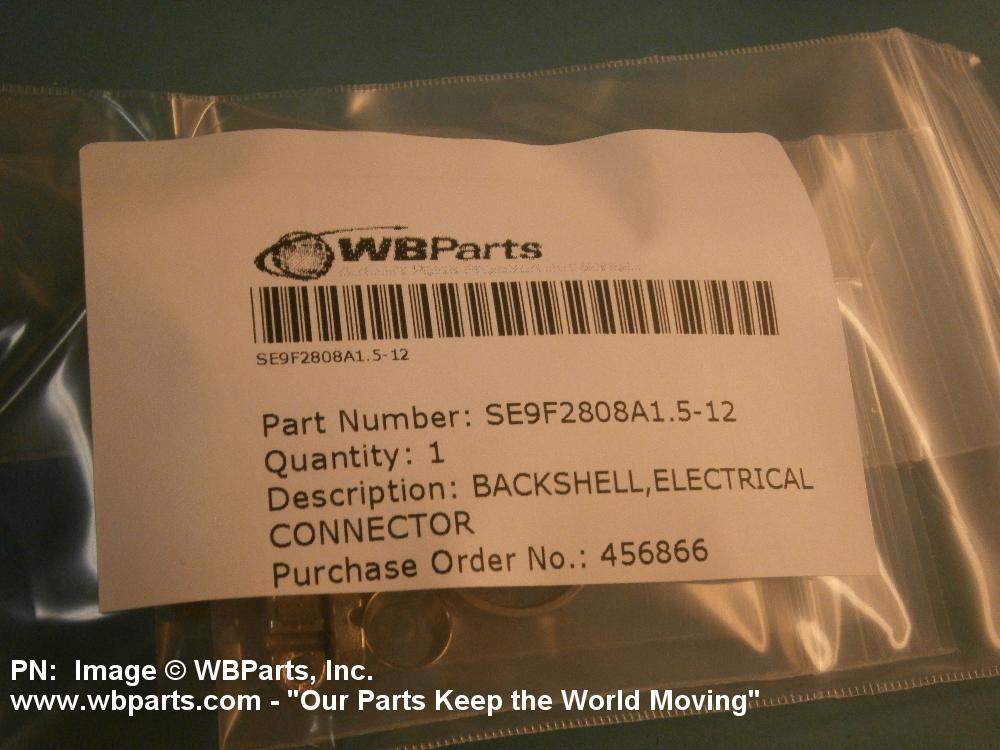 WBParts
SE9F2808A1.5-12
Part Number: SE9F2808A1.5-12
Quantity: 1
Description: BACKSHELL,ELECTRICAL
CONNECTOR
Purchase Order No.: 456866
PN:  Image © WBParts, Inc.
www.wbparts.com - "Our Parts Keep the World Moving"